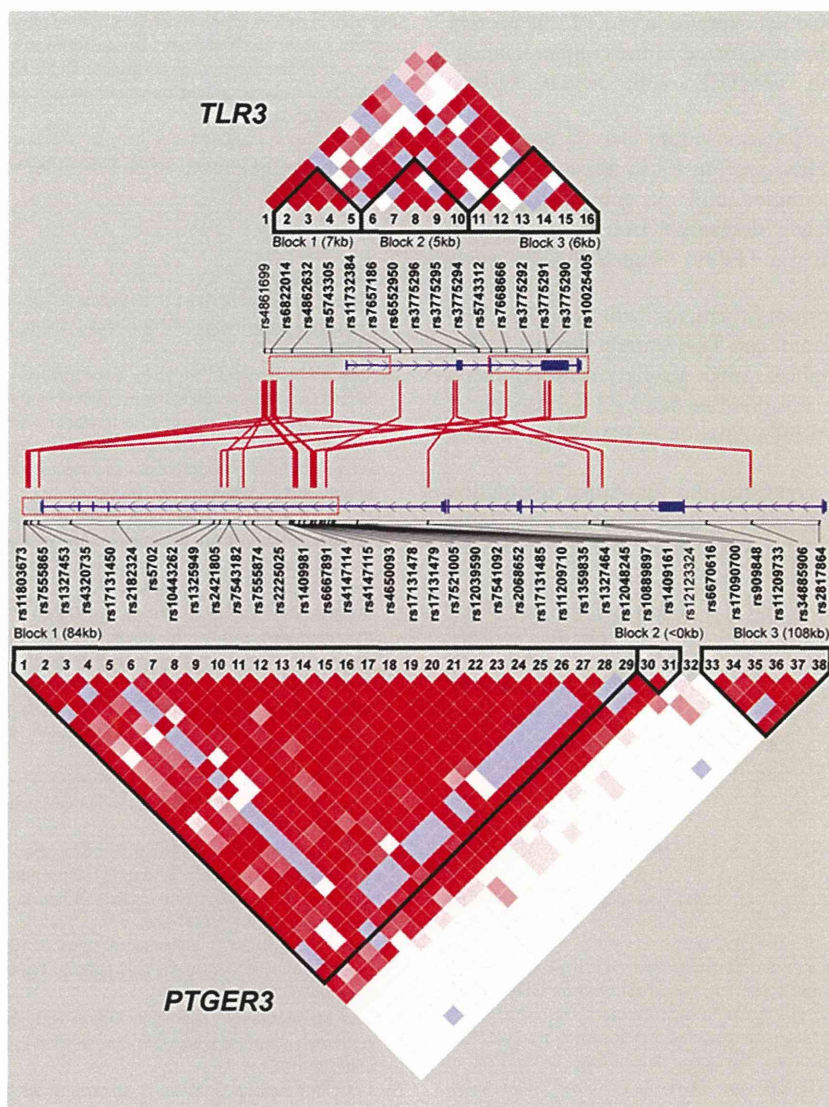 TLR3
1 2 3 4 5 6 7 8 9 10 11 12 13 14 15 16
Block 1 (7kb) Block 2 (5kb) Block 3 (6kb)
rs4861699
rs6822014
rs4862632
rs5743305
rs11732384
rs7657186
rs6552950
rs3775296
rs3775295
rs3775294
rs5743312
rs7668666
rs3775292
rs3775291
rs3775290
rs10025405
rs11803673
rs7555865
rs1327453
rs4320735
rs17131450
rs2182324
rs5702
rs10443262
rs1325949
rs2421805
rs7543182
rs7555874
rs2226025
rs1409981
rs6667891
rs4147114
rs4147115
rs4650093
rs17131478
rs17131479
rs7521005
rs12039590
rs7541092
rs2068652
rs17131485
rs11209710
rs1359835
rs1327464
rs12048245
rs10889897
rs1409161
rs12123324
rs6670616
rs17090700
rs909848
rs11209733
rs34885906
rs2817864
Block 1 (84kb) Block 2 (<0kb) Block 3 (108kb)
1 2 3 4 5 6 7 8 9 10 11 12 13 14 15 16 17 18 19 20 21 22 23 24 25 26 27 28 29 30 31 32 33 34 35 36 37 38
PTGER3